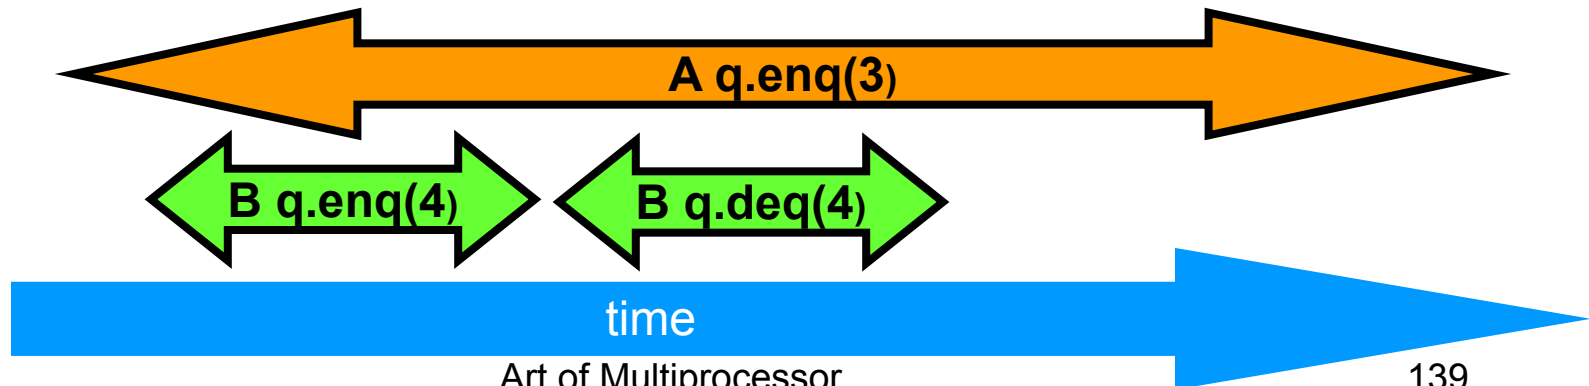 A q.enq(3)
B q.enq(4) B q.deq(4)
time
Art of Multiprocessor 139